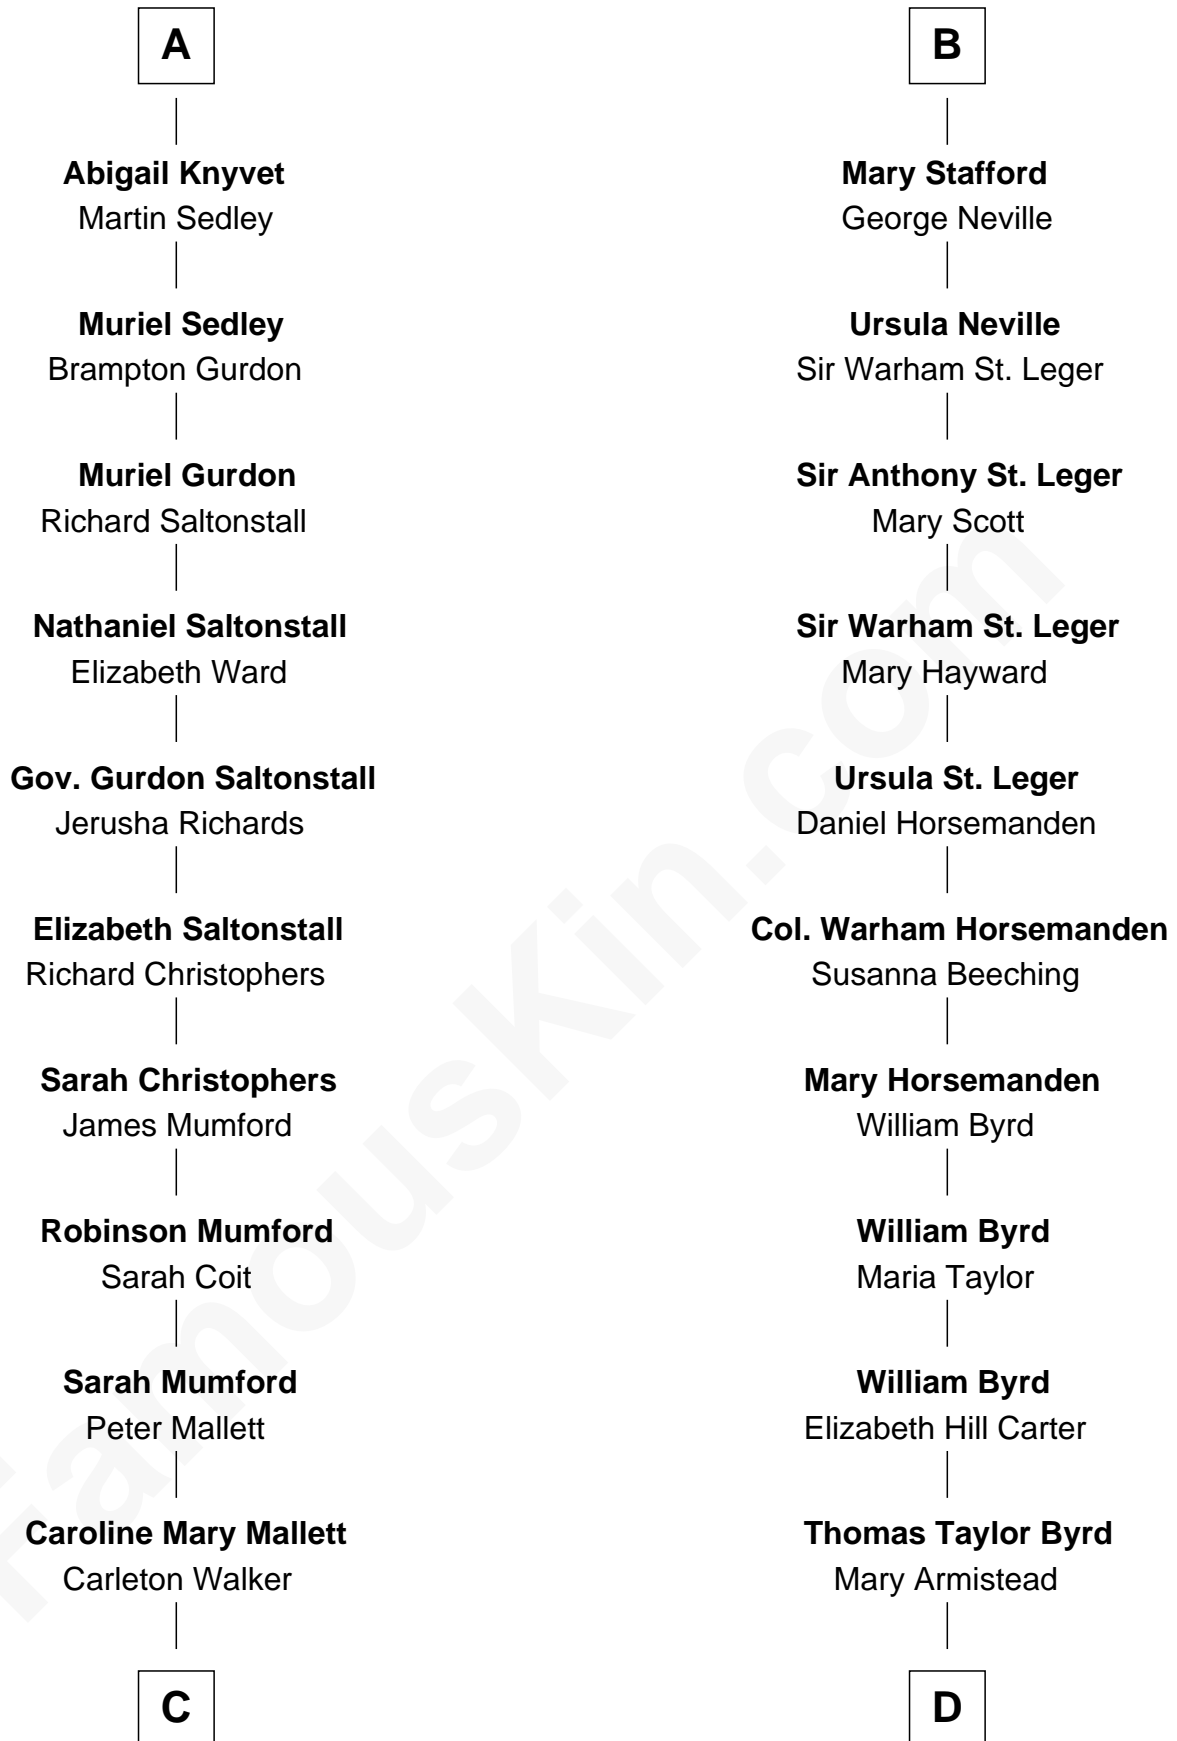 A
Abigail Knyvet
Martin Sedley
Muriel Sedley
Brampton Gurdon
Muriel Gurdon
Richard Saltonstall
Nathaniel Saltonstall
Elizabeth Ward
Gov. Gurdon Saltonstall
Jerusha Richards
Elizabeth Saltonstall
Richard Christophers
Sarah Christophers
James Mumford
Robinson Mumford
Sarah Coit
Sarah Mumford
Peter Mallett
Caroline Mary Mallett
Carleton Walker
C
B
Mary Stafford
George Neville
Ursula Neville
Sir Warham St. Leger
Sir Anthony St. Leger
Mary Scott
Sir Warham St. Leger
Mary Hayward
Ursula St. Leger
Daniel Horsemanden
Col. Warham Horsemanden
Susanna Beeching
Mary Horsemanden
William Byrd
William Byrd
Maria Taylor
William Byrd
Elizabeth Hill Carter
Thomas Taylor Byrd
Mary Armistead
D
FamousKin.com